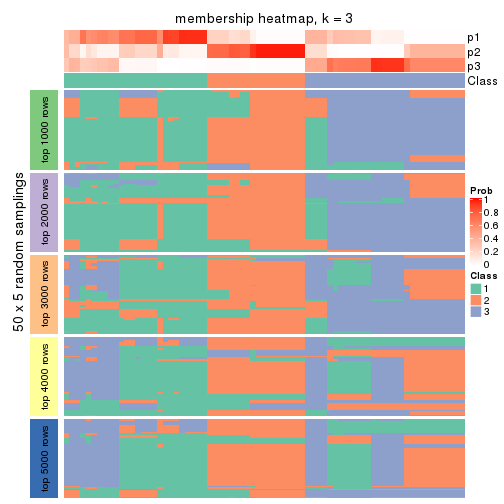 membership heatmap, k = 3
p1
p2
p3
Class
50 x 5 random samplings
top 1000 rows
top 2000 rows
top 3000 rows
top 4000 rows
top 5000 rows
Prob
1
0.8
0.6
0.4
0.2
0
Class
1
2
3